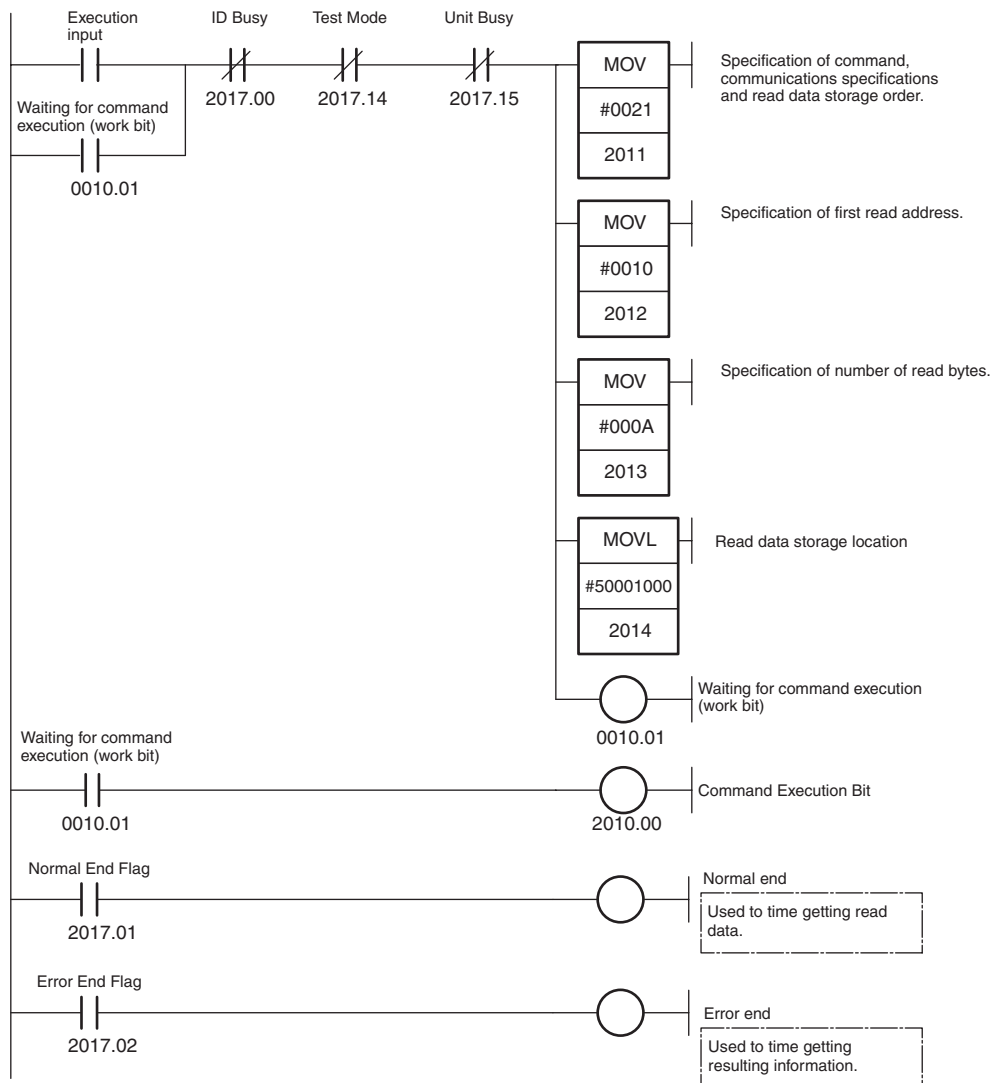 Execution
input
ID Busy
Test Mode
Unit Busy
2017.00
2017.14
2017.15
Waiting for command
execution (work bit)
0010.01
MOV
#0021
2011
Specification of command,
communications specifications
and read data storage order.
MOV
#0010
2012
Specification of first read address.
MOV
#000A
2013
Specification of number of read bytes.
MOVL
#50001000
2014
Read data storage location
Waiting for command execution
(work bit)
0010.01
Waiting for command
execution (work bit)
0010.01
Command Execution Bit
2010.00
Normal End Flag
2017.01
Normal end
Used to time getting read
data.
Error End Flag
2017.02
Error end
Used to time getting
resulting information.